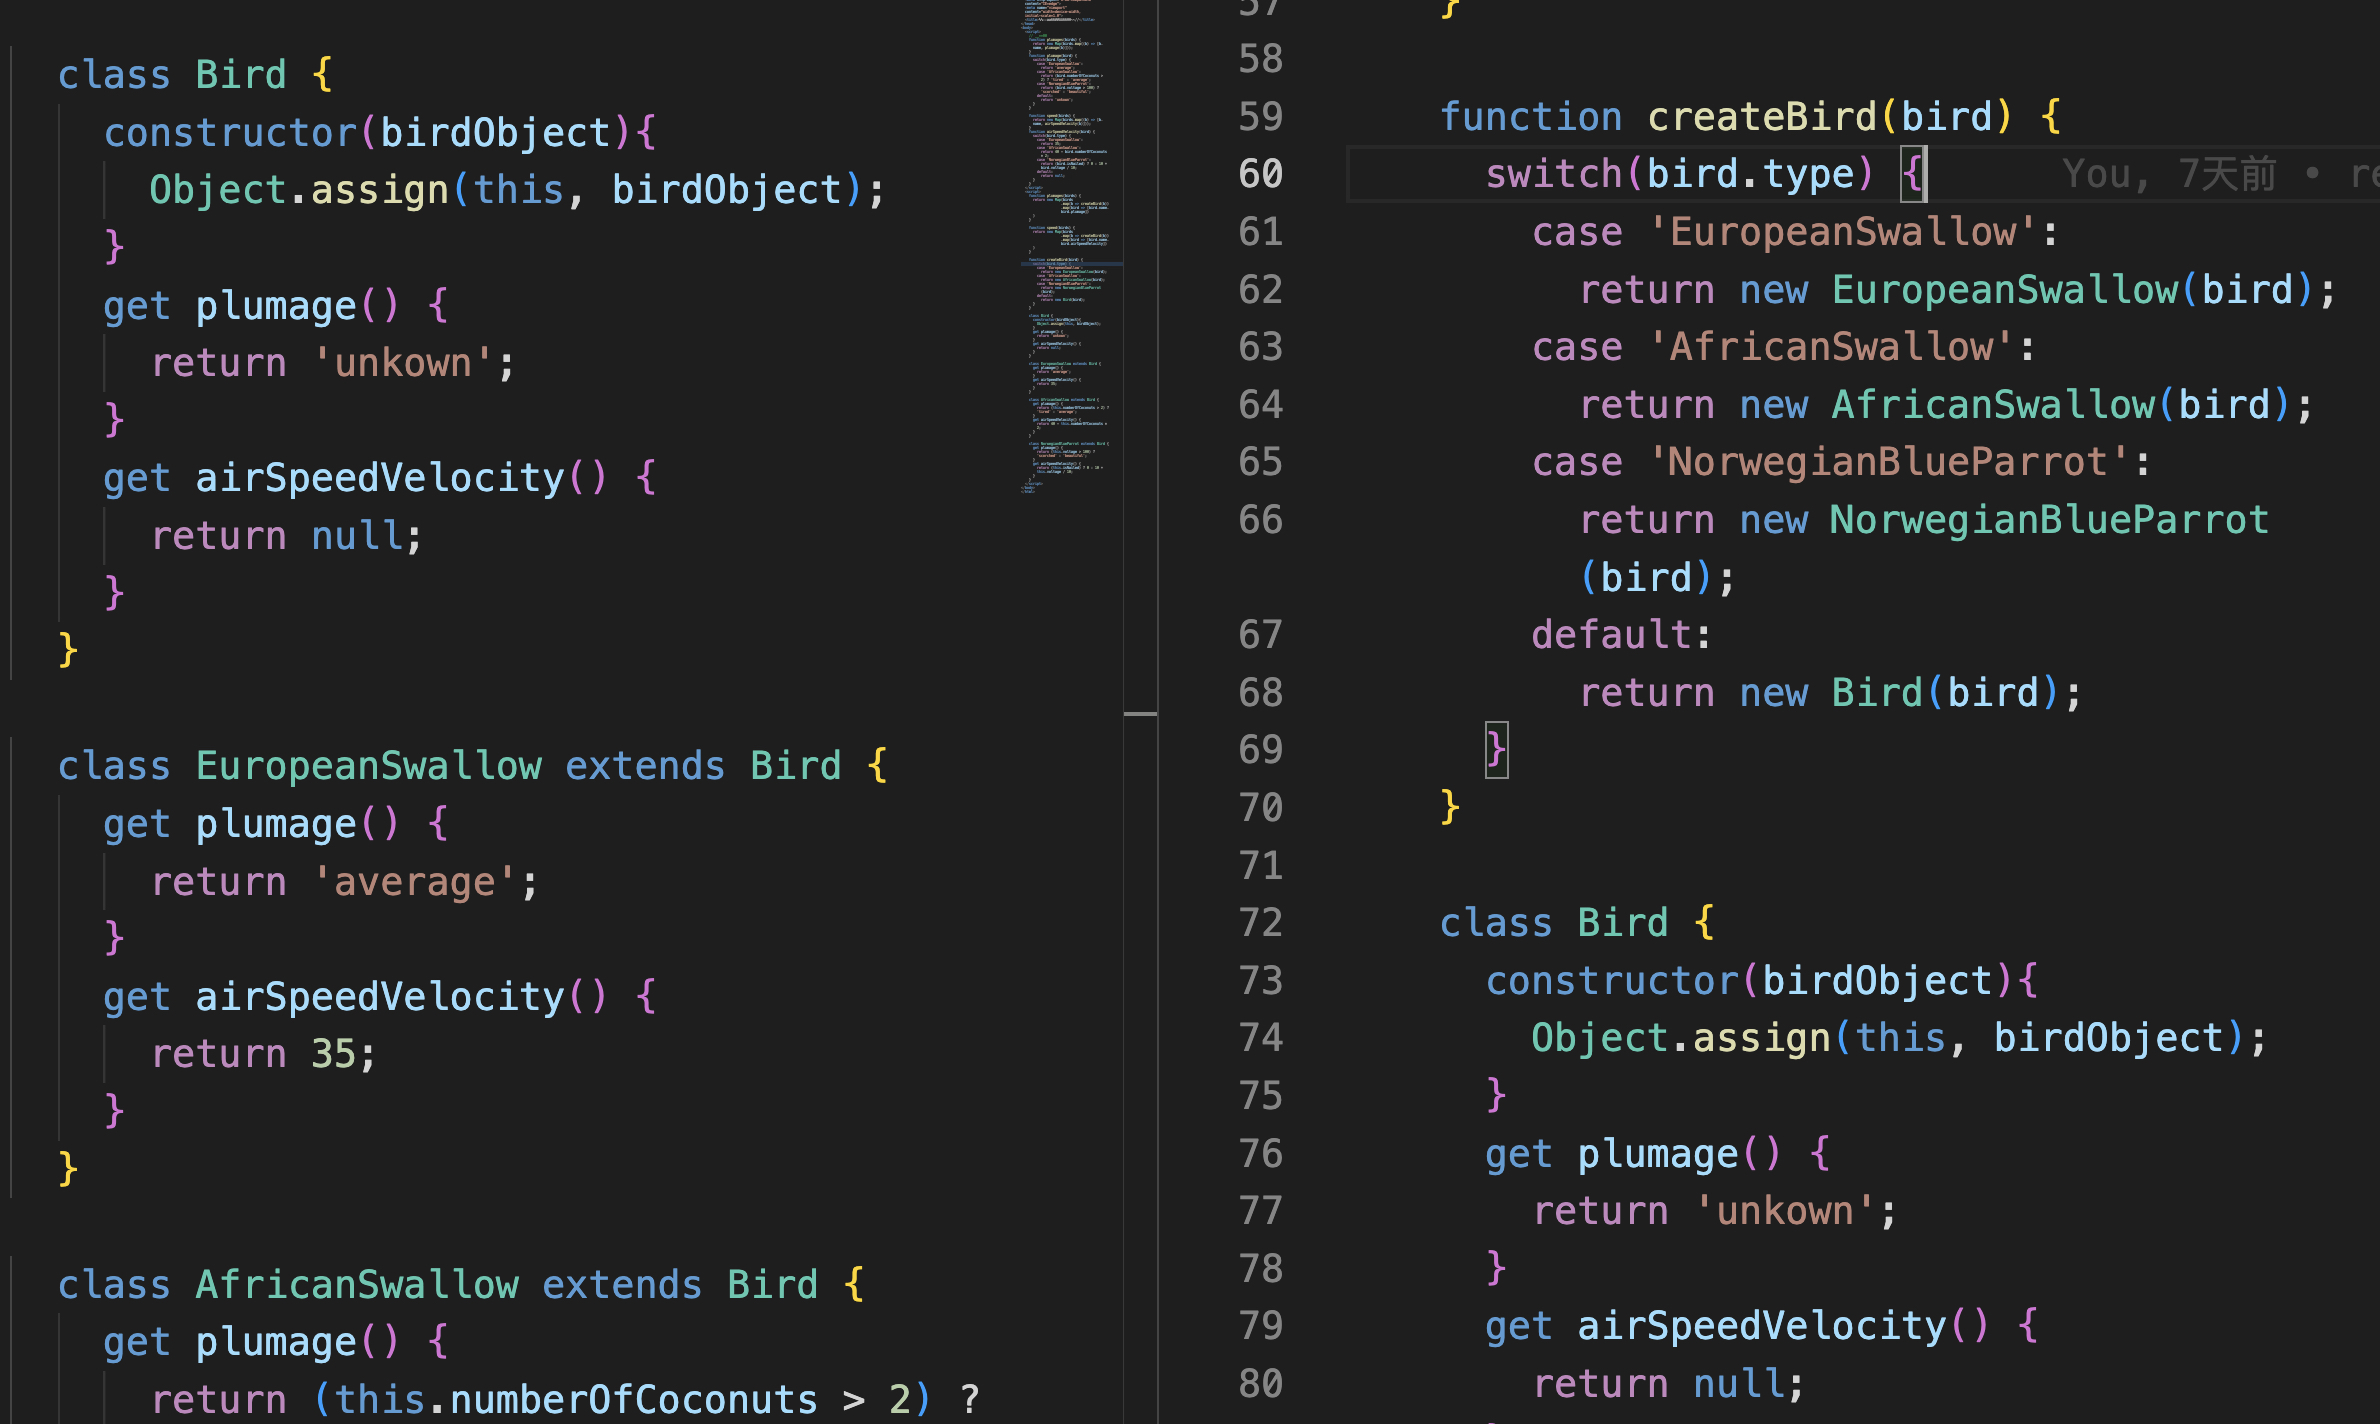 class Bird {
constructor(birdObject){
Object.assign(this, birdObject);
}
get plumage() {
return 'unkown';
}
get airSpeedVelocity() {
return null;
}
}
class EuropeanSwallow extends Bird {
get plumage() {
return 'average';
}
get airSpeedVelocity() {
return 35;
}
}
class AfricanSwallow extends Bird {
get plumage() {
return (this.numberOfCoconuts > 2) ?
57 }
58
59 function createBird(bird) {
60 switch(bird.type) { You, 7天前 • re
61 case 'EuropeanSwallow':
62 return new EuropeanSwallow(bird);
63 case 'AfricanSwallow':
64 return new AfricanSwallow(bird);
65 case 'NorwegianBlueParrot':
66 return new NorwegianBlueParrot
(bird);
67 default:
68 return new Bird(bird);
69 }
70 }
71
72 class Bird {
73 constructor(birdObject){
74 Object.assign(this, birdObject);
75 }
76 get plumage() {
77 return 'unkown';
78 }
79 get airSpeedVelocity() {
80 return null;